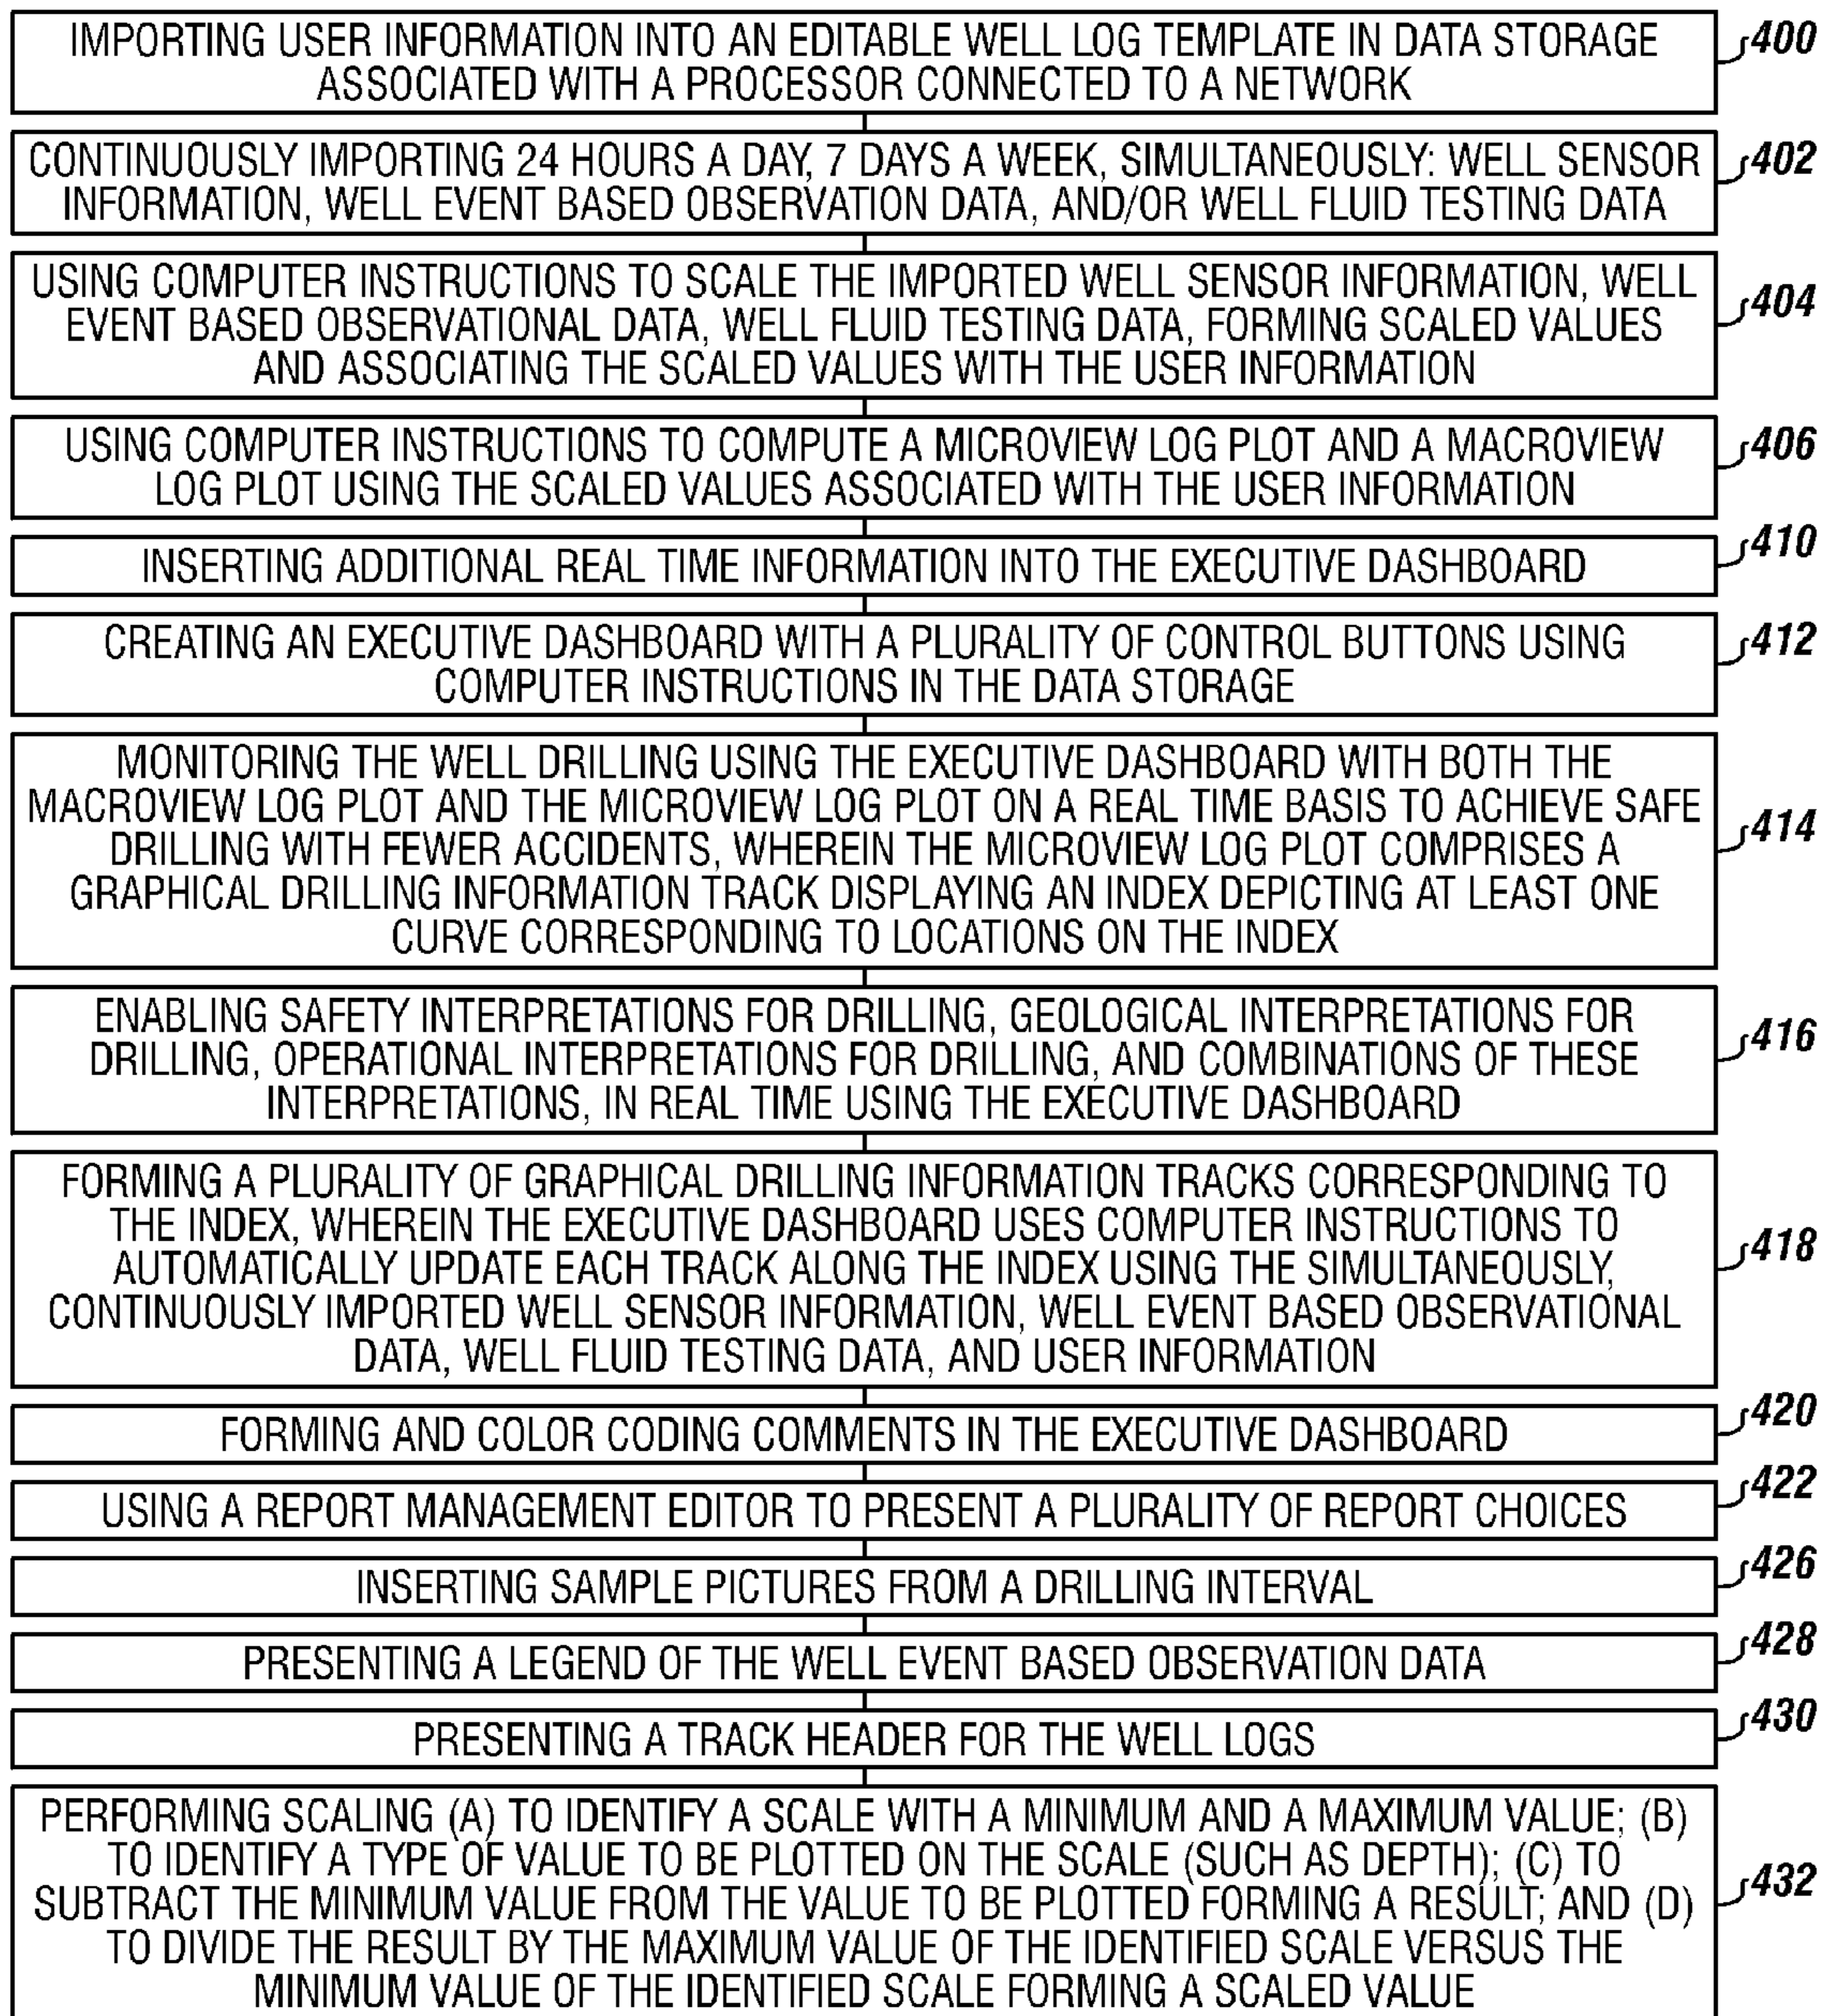 IMPORTING USER INFORMATION INTO AN EDITABLE WELL LOG TEMPLATE IN DATA STORAGE
ASSOCIATED WITH A PROCESSOR CONNECTED TO A NETWORK
400
CONTINUOUSLY IMPORTING 24 HOURS A DAY, 7 DAYS A WEEK, SIMULTANEOUSLY: WELL SENSOR
INFORMATION, WELL EVENT BASED OBSERVATION DATA, AND/OR WELL FLUID TESTING DATA
402
USING COMPUTER INSTRUCTIONS TO SCALE THE IMPORTED WELL SENSOR INFORMATION, WELL
EVENT BASED OBSERVATIONAL DATA, WELL FLUID TESTING DATA, FORMING SCALED VALUES
AND ASSOCIATING THE SCALED VALUES WITH THE USER INFORMATION
404
USING COMPUTER INSTRUCTIONS TO COMPUTE A MICROVIEW LOG PLOT AND A MACROVIEW
LOG PLOT USING THE SCALED VALUES ASSOCIATED WITH THE USER INFORMATION
406
INSERTING ADDITIONAL REAL TIME INFORMATION INTO THE EXECUTIVE DASHBOARD
410
CREATING AN EXECUTIVE DASHBOARD WITH A PLURALITY OF CONTROL BUTTONS USING
COMPUTER INSTRUCTIONS IN THE DATA STORAGE
412
MONITORING THE WELL DRILLING USING THE EXECUTIVE DASHBOARD WITH BOTH THE
MACROVIEW LOG PLOT AND THE MICROVIEW LOG PLOT ON A REAL TIME BASIS TO ACHIEVE SAFE
DRILLING WITH FEWER ACCIDENTS, WHEREIN THE MICROVIEW LOG PLOT COMPRISES A
GRAPHICAL DRILLING INFORMATION TRACK DISPLAYING AN INDEX DEPICTING AT LEAST ONE
CURVE CORRESPONDING TO LOCATIONS ON THE INDEX
414
ENABLING SAFETY INTERPRETATIONS FOR DRILLING, GEOLOGICAL INTERPRETATIONS FOR
DRILLING, OPERATIONAL INTERPRETATIONS FOR DRILLING, AND COMBINATIONS OF THESE
INTERPRETATIONS, IN REAL TIME USING THE EXECUTIVE DASHBOARD
416
FORMING A PLURALITY OF GRAPHICAL DRILLING INFORMATION TRACKS CORRESPONDING TO
THE INDEX, WHEREIN THE EXECUTIVE DASHBOARD USES COMPUTER INSTRUCTIONS TO
AUTOMATICALLY UPDATE EACH TRACK ALONG THE INDEX USING THE SIMULTANEOUSLY,
CONTINUOUSLY IMPORTED WELL SENSOR INFORMATION, WELL EVENT BASED OBSERVATIONAL
DATA, WELL FLUID TESTING DATA, AND USER INFORMATION
418
FORMING AND COLOR CODING COMMENTS IN THE EXECUTIVE DASHBOARD
420
USING A REPORT MANAGEMENT EDITOR TO PRESENT A PLURALITY OF REPORT CHOICES
422
INSERTING SAMPLE PICTURES FROM A DRILLING INTERVAL
426
PRESENTING A LEGEND OF THE WELL EVENT BASED OBSERVATION DATA
428
PRESENTING A TRACK HEADER FOR THE WELL LOGS
430
PERFORMING SCALING (A) TO IDENTIFY A SCALE WITH A MINIMUM AND A MAXIMUM VALUE; (B)
TO IDENTIFY A TYPE OF VALUE TO BE PLOTTED ON THE SCALE (SUCH AS DEPTH); (C) TO
SUBTRACT THE MINIMUM VALUE FROM THE VALUE TO BE PLOTTED FORMING A RESULT; AND (D)
TO DIVIDE THE RESULT BY THE MAXIMUM VALUE OF THE IDENTIFIED SCALE VERSUS THE
MINIMUM VALUE OF THE IDENTIFIED SCALE FORMING A SCALED VALUE
432